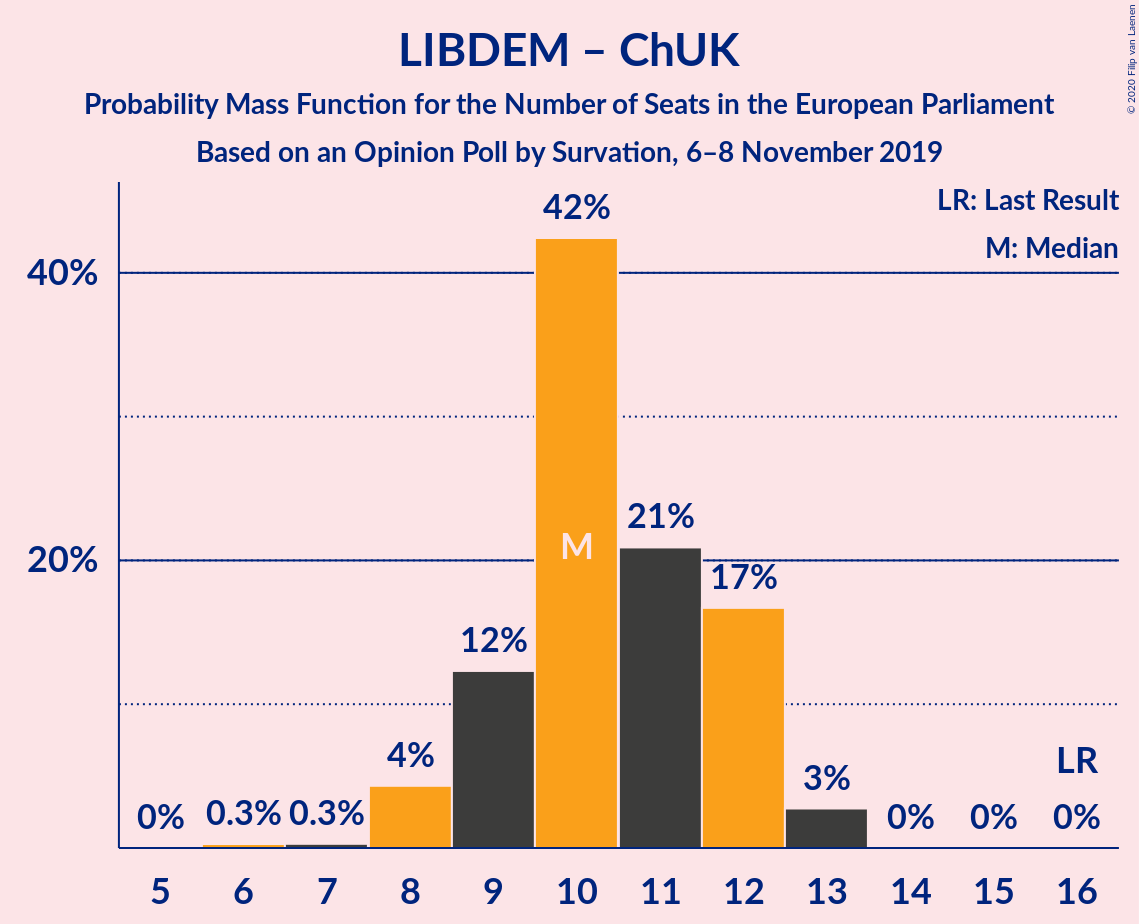 LIBDEM – ChUK
Probability Mass Function for the Number of Seats in the European Parliament
Based on an Opinion Poll by Survation, 6–8 November 2019
© 2020 Filip van Laenen
LR: Last Result
M: Median
40%
20%
0%
0.3%
0.3%
4%
12%
42%
M
21%
17%
3%
0%
0%
LR
0%
5 6 7 8 9 10 11 12 13 14 15 16